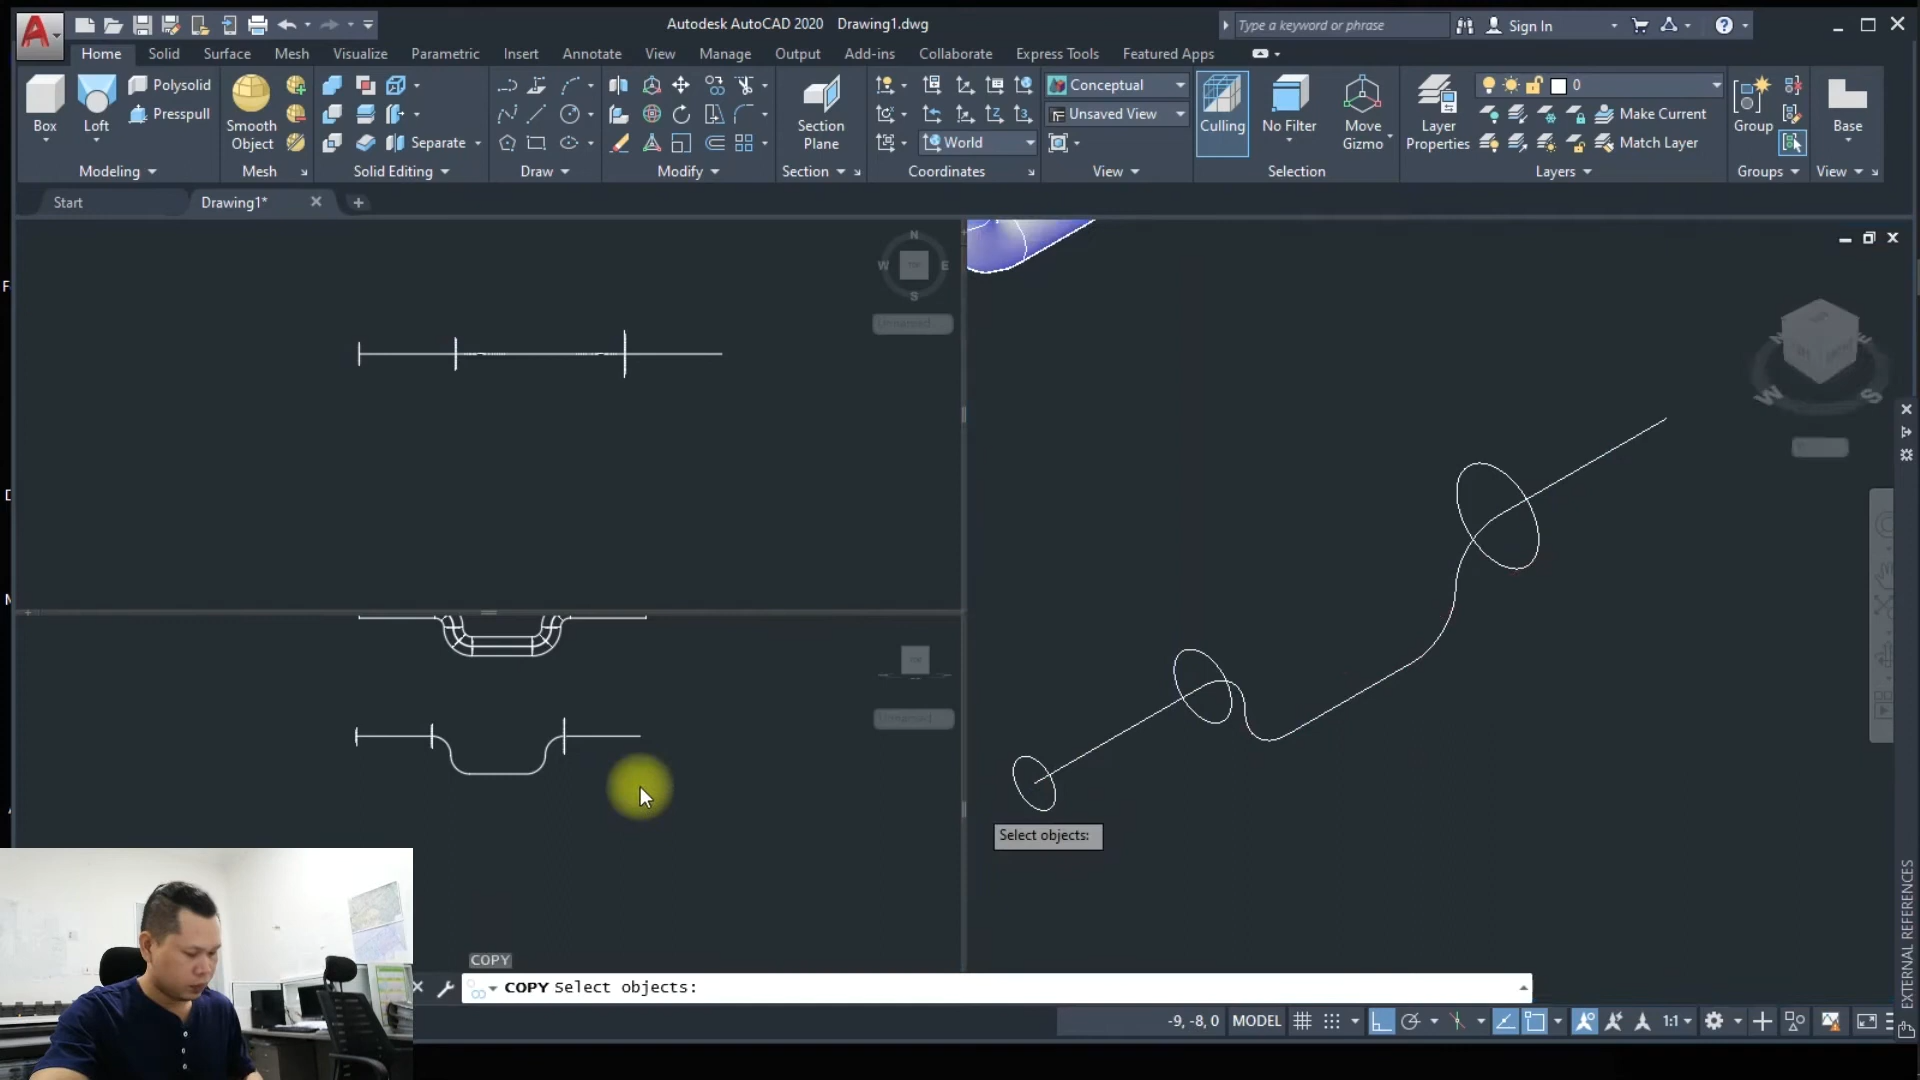 Autodesk AutoCAD 2020 Drawing1.dwg
Type a keyword or phrase
Sign In
Home Solid Surface Mesh Visualize Parametric Insert Annotate View Manage Output Add-ins Collaborate Express Tools Featured Apps
Box
Loft
Polysolid
Presspull
Smooth Object
Separate
Section Plane
World
Conceptual
Unsaved View
Culling
No Filter
Move Gizmo
Layer Properties
0
Make Current
Match Layer
Group
Base
Modeling Mesh Solid Editing Draw Modify Section Coordinates View Selection Layers Groups View
Start Drawing1*
N
W E
S
TOP
Unnamed
W S
Select objects:
COPY
COPY Select objects:
-9, -8, 0 MODEL 1:1
EXTERNAL REFERENCES